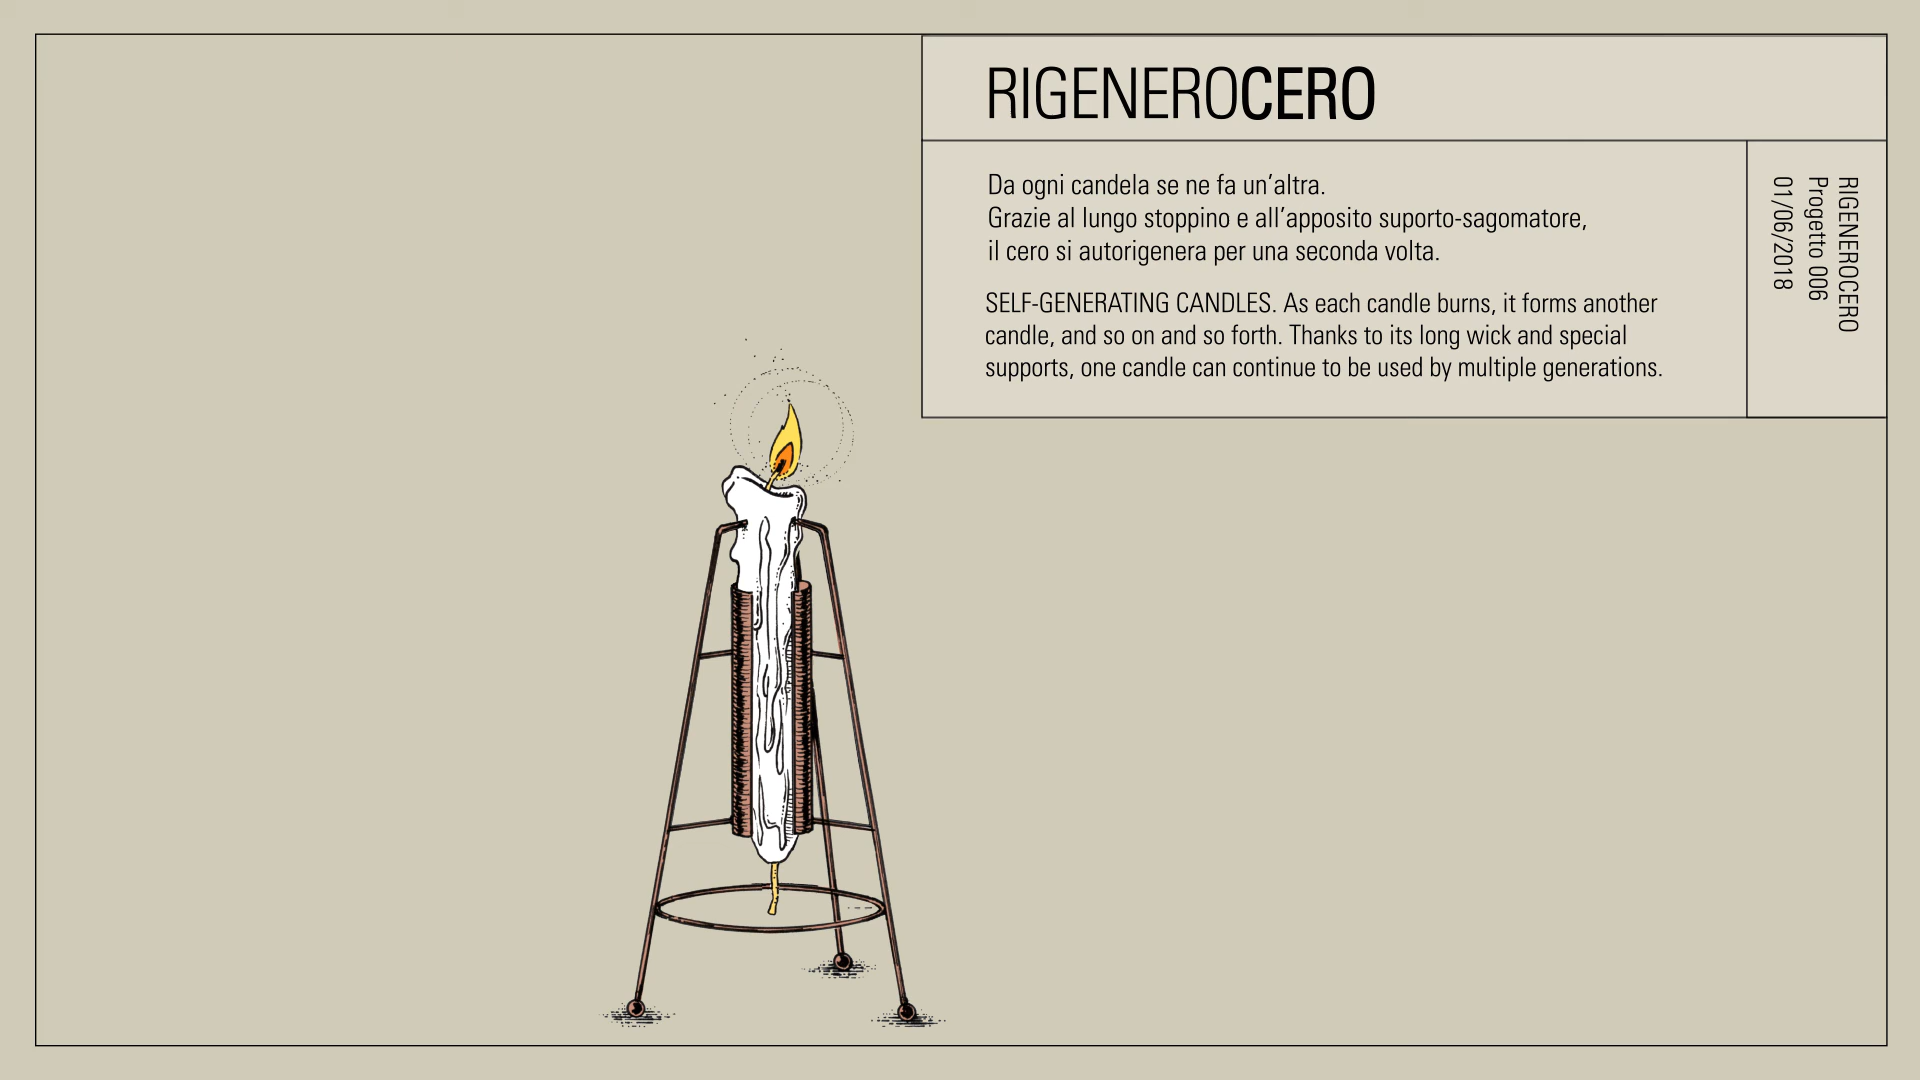 RIGENEROCERO
Da ogni candela se ne fa un’altra.
Grazie al lungo stoppino e all’apposito suporto-sagomatore,
il cero si autorigenera per una seconda volta.
SELF-GENERATING CANDLES. As each candle burns, it forms another
candle, and so on and so forth. Thanks to its long wick and special
supports, one candle can continue to be used by multiple generations.
RIGENEROCERO
Progetto 006
01/06/2018